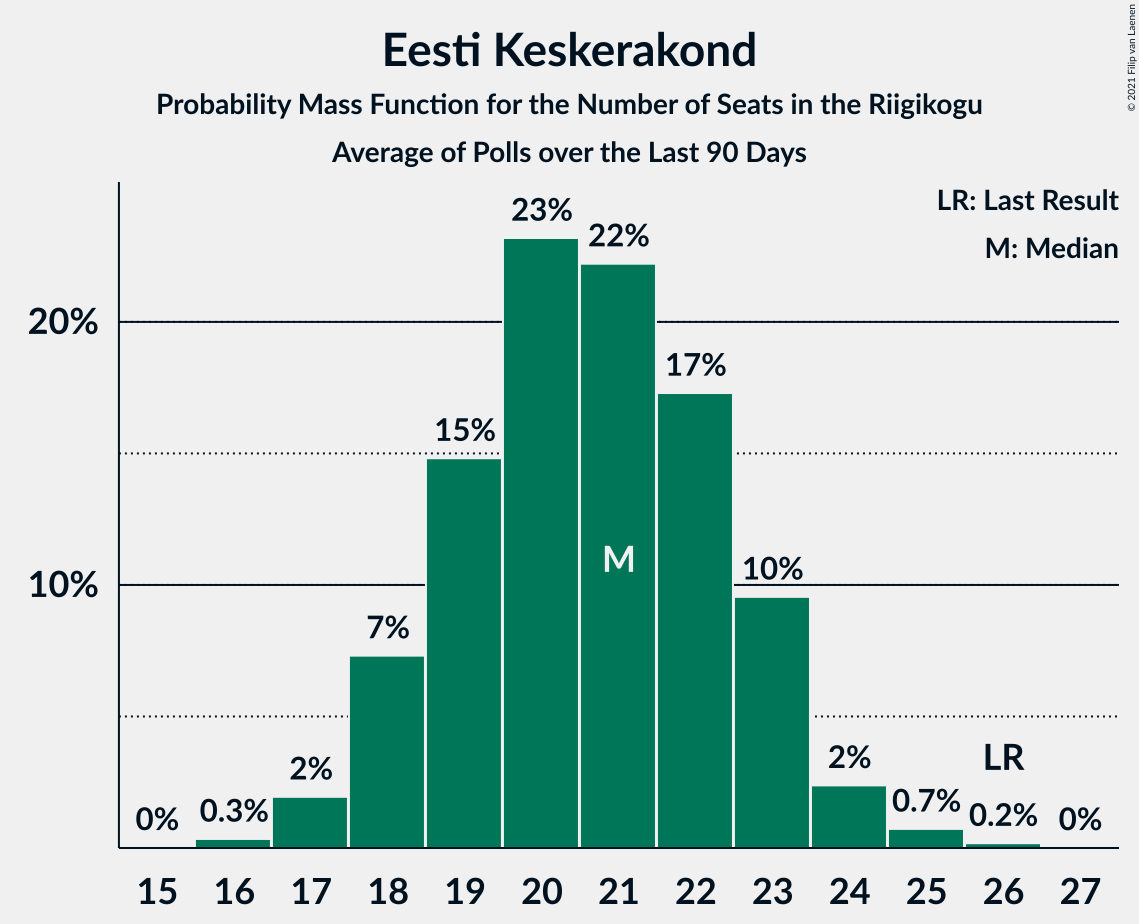 Eesti Keskerakond
Probability Mass Function for the Number of Seats in the Riigikogu
Average of Polls over the Last 90 Days
© 2021 Filip van Laenen
LR: Last Result
M: Median
23%
22%
20%
17%
15%
M
10%
10%
7%
LR
2%
2%
0.7%
0.3%
0.2%
0%
0%
15 16 17 18 19 20 21 22 23 24 25 26 27